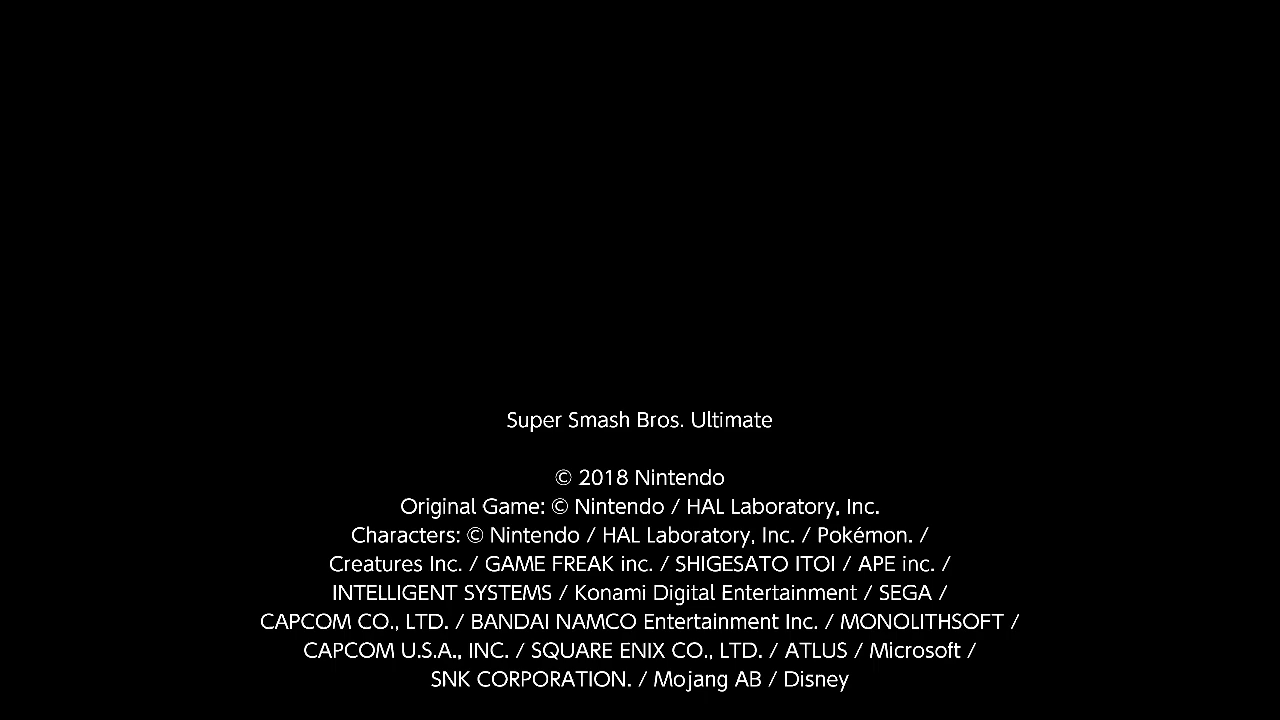 Super Smash Bros. Ultimate
© 2018 Nintendo
Original Game: © Nintendo / HAL Laboratory, Inc.
Characters: © Nintendo / HAL Laboratory, Inc. / Pokémon. /
Creatures Inc. / GAME FREAK inc. / SHIGESATO ITOI / APE inc. /
INTELLIGENT SYSTEMS / Konami Digital Entertainment / SEGA /
CAPCOM CO., LTD. / BANDAI NAMCO Entertainment Inc. / MONOLITHSOFT /
CAPCOM U.S.A., INC. / SQUARE ENIX CO., LTD. / ATLUS / Microsoft /
SNK CORPORATION. / Mojang AB / Disney